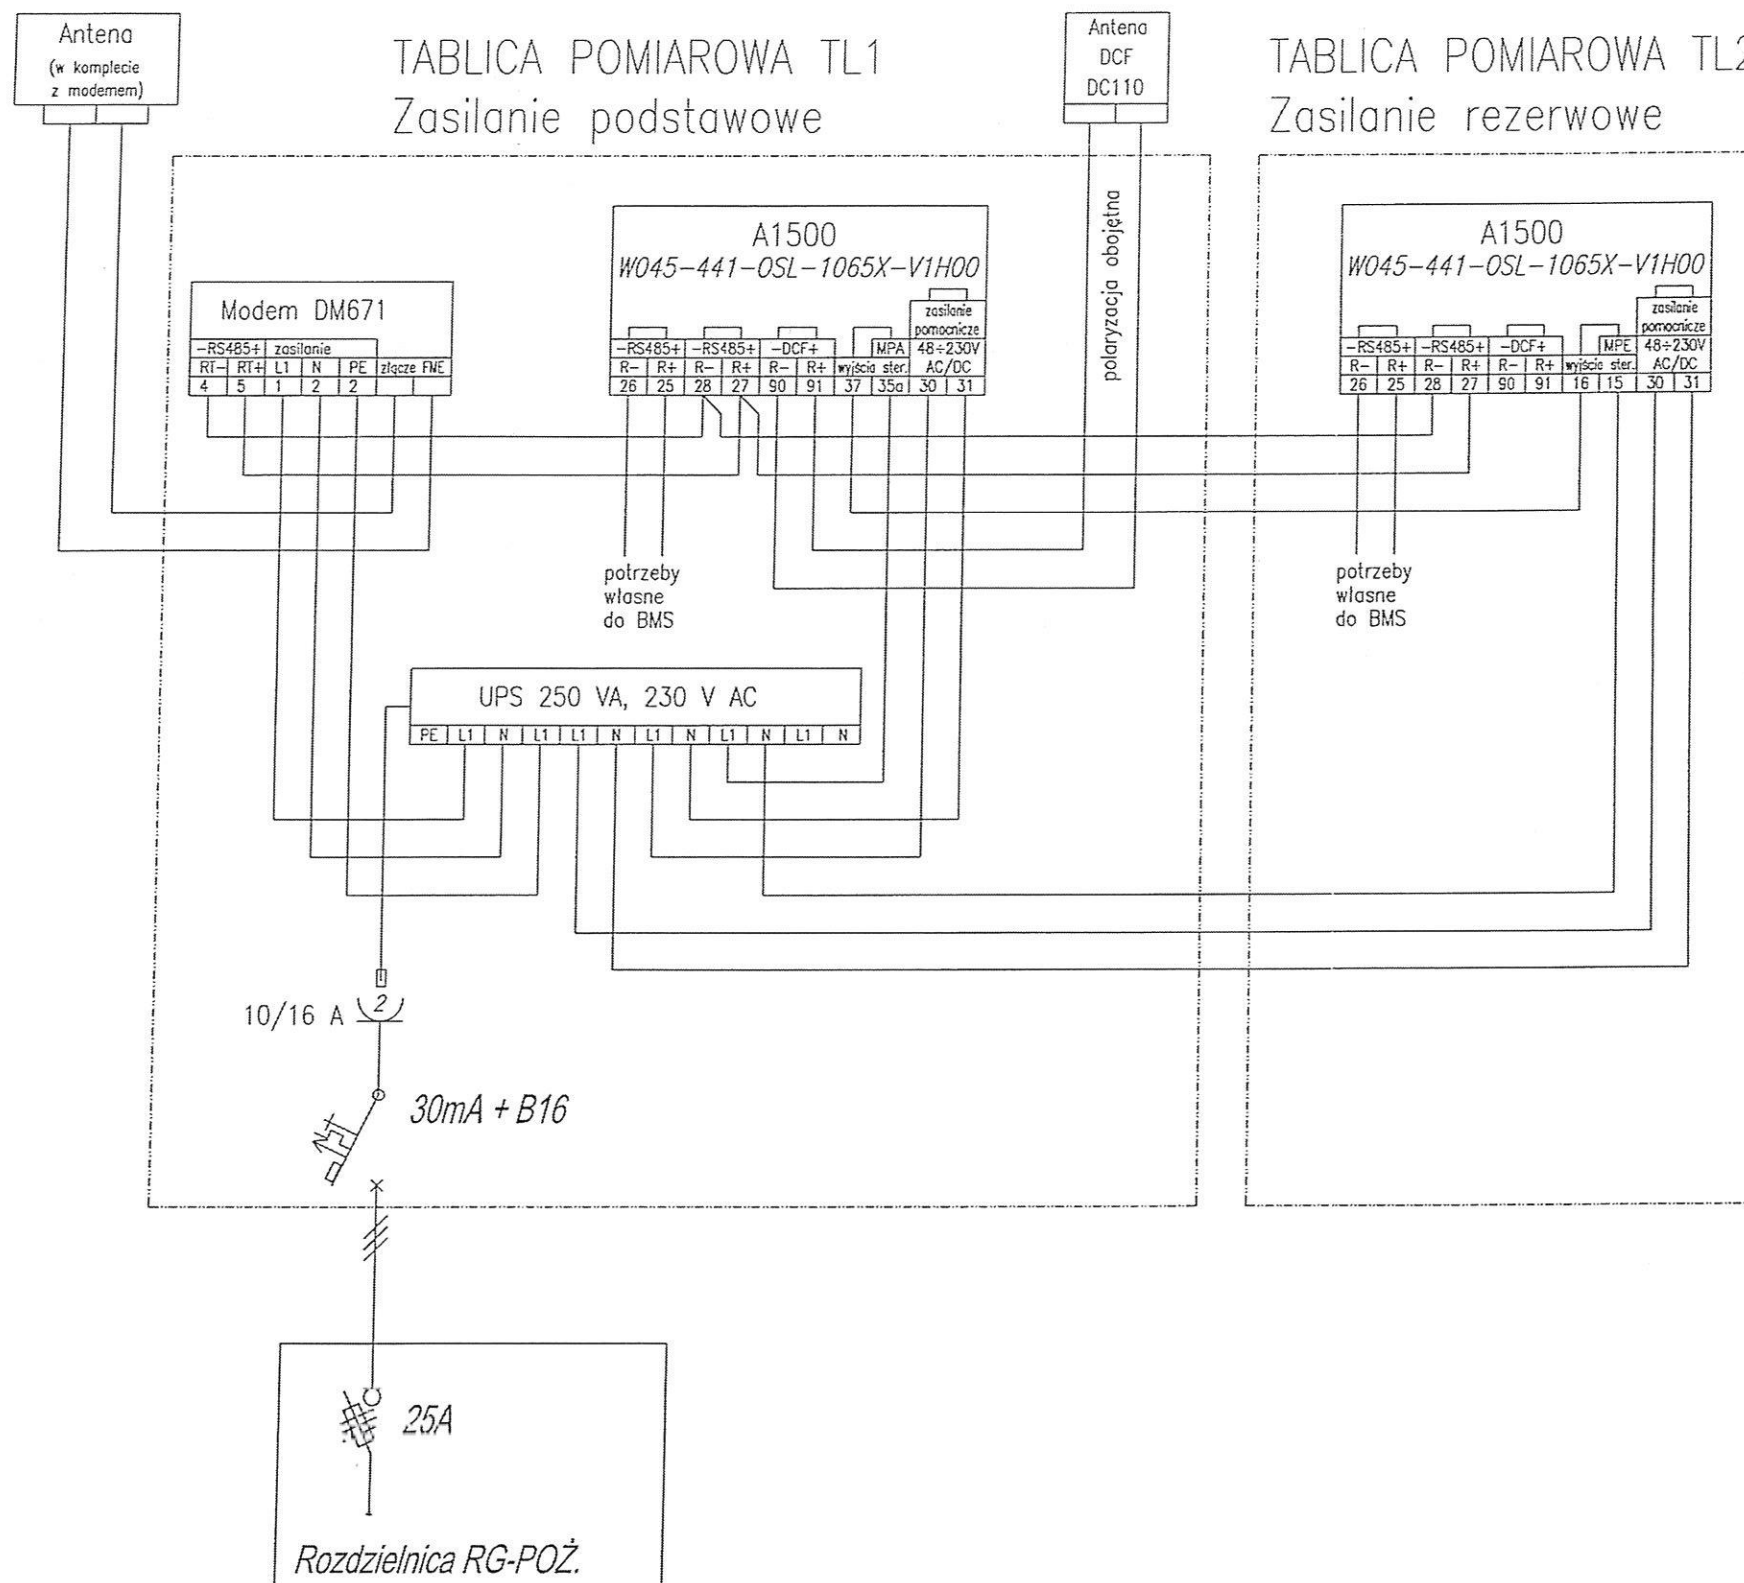 Antena
(w komplecie
z modemem)
TABLICA POMIAROWA TL1
Zasilanie podstawowe
Antena
DCF
DC110
TABLICA POMIAROWA TL2
Zasilanie rezerwowe
polaryzacja obojętna
Modem DM671
-RS485+ zasilanie
RT- RT+ L1 N PE złącze FME
4 5 1 2 2
A1500
W045-441-OSL-1065X-V1H00
zasilanie
pomocnicze
-RS485+ -RS485+ -DCF+ MPA 48÷230V
R- R+ R- R+ R- R+ wyjścia ster. AC/DC
26 25 28 27 90 91 37 35a 30 31
A1500
W045-441-OSL-1065X-V1H00
zasilanie
pomocnicze
-RS485+ -RS485+ -DCF+ MPE 48÷230V
R- R+ R- R+ R- R+ wyjścia ster. AC/DC
26 25 28 27 90 91 16 15 30 31
potrzeby
własne
do BMS
potrzeby
własne
do BMS
UPS 250 VA, 230 V AC
PE L1 N L1 L1 N L1 N L1 N L1 N
10/16 A
2
30mA + B16
25A
Rozdzielnica RG-POŻ.